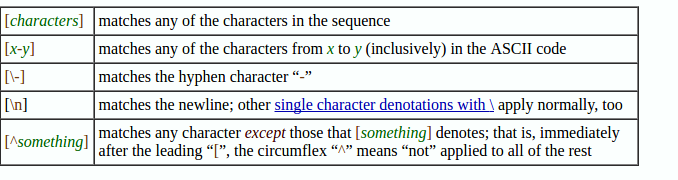 [characters] matches any of the characters in the sequence
[x-y] matches any of the characters from x to y (inclusively) in the ASCII code
[\-] matches the hyphen character “-”
[\n] matches the newline; other single character denotations with \ apply normally, too
[^something] matches any character except those that [something] denotes; that is, immediately
after the leading “[”, the circumflex “^” means “not” applied to all of the rest